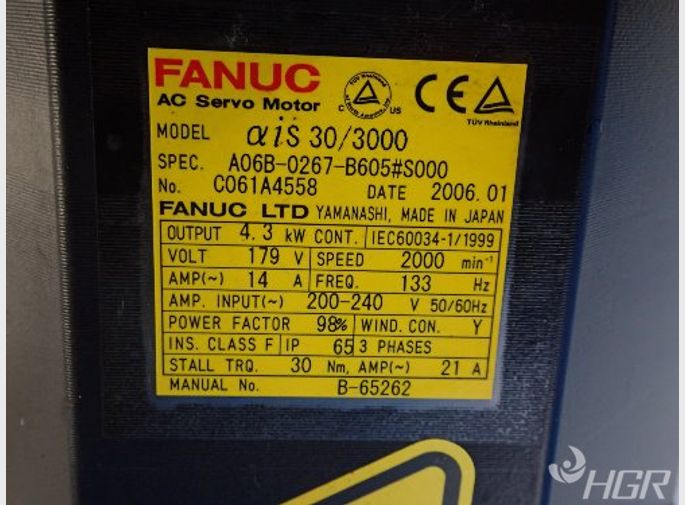 FANUC
AC Servo Motor
C US
TÜV Rheinland
MODEL αiS 30/3000
SPEC. A06B-0267-B605#S000
No. C061A4558 DATE 2006.01
FANUC LTD YAMANASHI, MADE IN JAPAN
OUTPUT 4.3 kW CONT. IEC60034-1/1999
VOLT 179 V SPEED 2000 min⁻¹
AMP(~) 14 A FREQ. 133 Hz
AMP. INPUT(~) 200-240 V 50/60Hz
POWER FACTOR 98% WIND. CON. Y
INS. CLASS F IP 65 3 PHASES
STALL TRQ. 30 Nm, AMP(~) 21 A
MANUAL No. B-65262
HGR